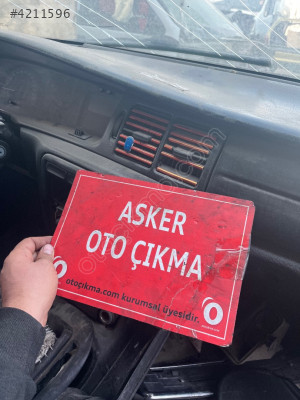 #4211596
ASKER
OTO ÇIKMA
otoçıkma.com kurumsal üyesidir.